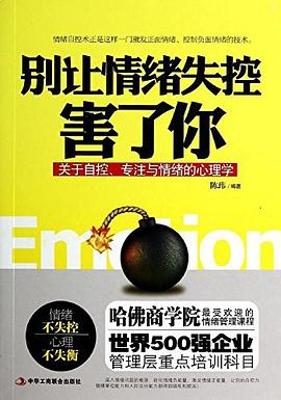 情绪自控术正是这样一门激发正面情绪、控制负面情绪的技术。
别让情绪失控
害了你
关于自控、专注与情绪的心理学
陈玮 / 编著
Emotion
情绪
不失控
心理
不失衡
哈佛商学院
最受欢迎的
情绪管理课程
世界500强企业
管理层重点培训科目
中华工商联合出版社